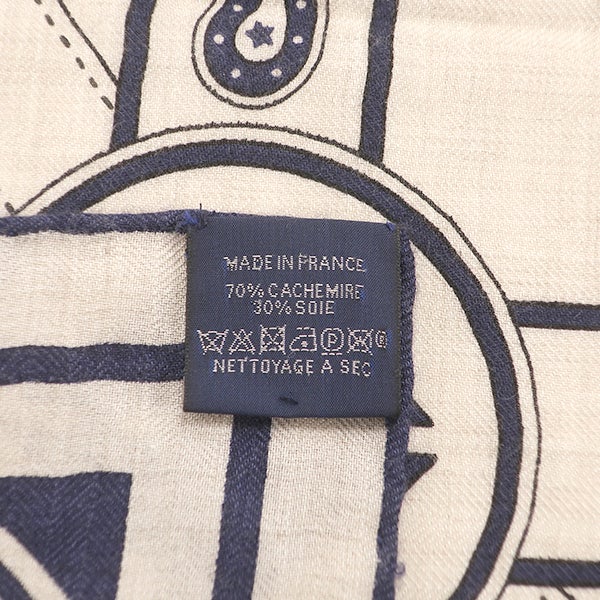 MADE IN FRANCE
70% CACHEMIRE
30% SOIE
P
NETTOYAGE A SEC